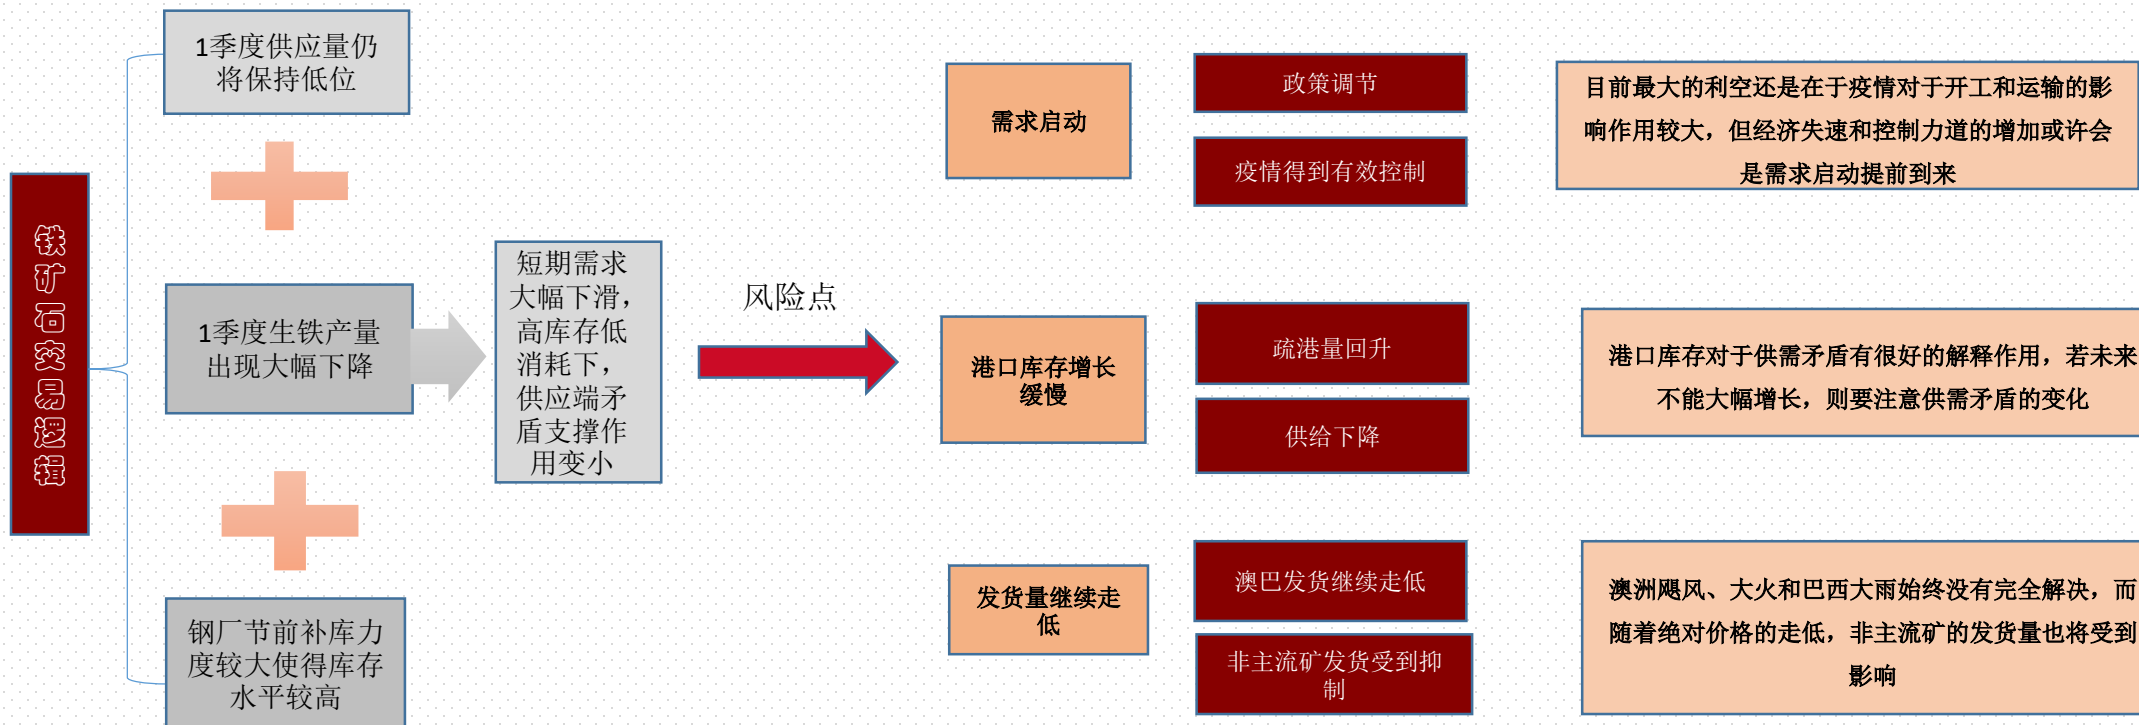 铁矿石交易逻辑
1季度供应量仍
将保持低位
1季度生铁产量
出现大幅下降
钢厂节前补库力
度较大使得库存
水平较高
短期需求
大幅下滑，
高库存低
消耗下，
供应端矛
盾支撑作
用变小
风险点
需求启动
政策调节
疫情得到有效控制
目前最大的利空还是在于疫情对于开工和运输的影
响作用较大，但经济失速和控制力道的增加或许会
是需求启动提前到来
港口库存增长
缓慢
疏港量回升
供给下降
港口库存对于供需矛盾有很好的解释作用，若未来
不能大幅增长，则要注意供需矛盾的变化
发货量继续走
低
澳巴发货继续走低
非主流矿发货受到抑
制
澳洲飓风、大火和巴西大雨始终没有完全解决，而
随着绝对价格的走低，非主流矿的发货量也将受到
影响